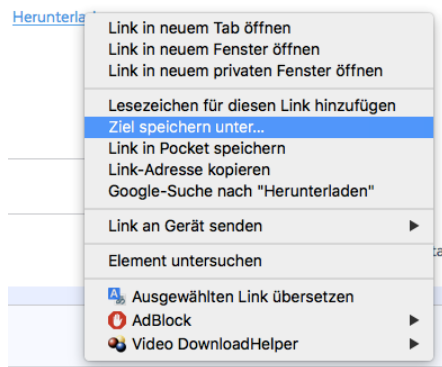 Herunterla
Link in neuem Tab öffnen
Link in neuem Fenster öffnen
Link in neuem privaten Fenster öffnen
Lesezeichen für diesen Link hinzufügen
Ziel speichern unter...
Link in Pocket speichern
Link-Adresse kopieren
Google-Suche nach "Herunterladen"
Link an Gerät senden
Element untersuchen
Ausgewählten Link übersetzen
AdBlock
Video DownloadHelper